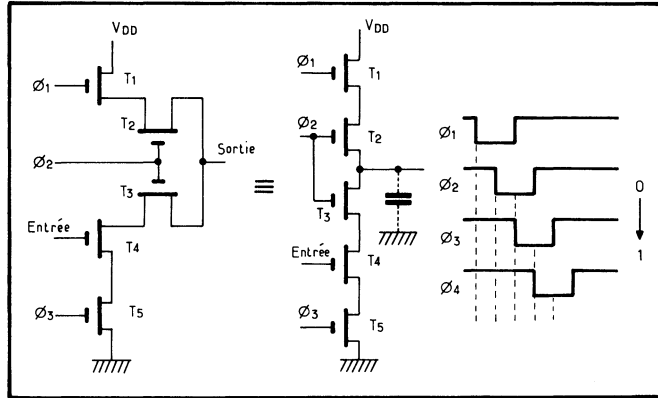 VDD
Ø1
T1
T2
Ø2
Sortie
T3
Entrée
T4
Ø3
T5
≡
VDD
Ø1
T1
Ø2
T2
T3
Entrée
T4
Ø3
T5
Ø1
Ø2
Ø3
Ø4
0
1